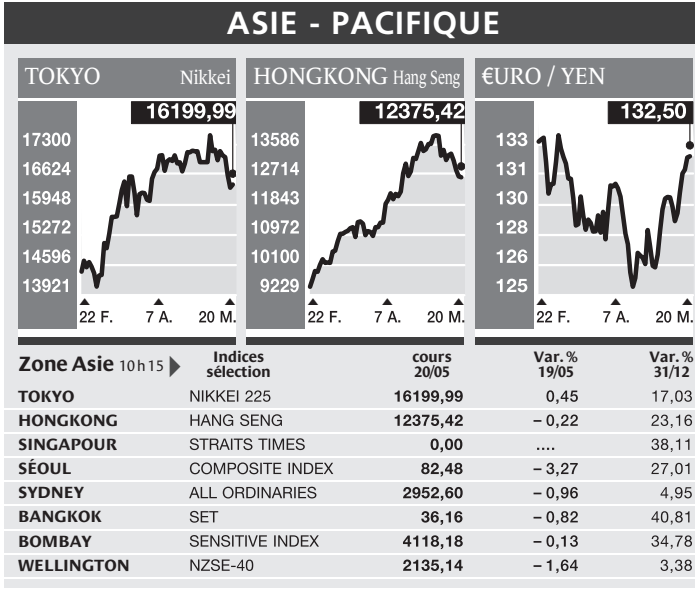 ASIE - PACIFIQUE
TOKYO Nikkei
16199,99
17300
16624
15948
15272
14596
13921
22 F. 7 A. 20 M.
HONGKONG Hang Seng
12375,42
13586
12714
11843
10972
10100
9229
22 F. 7 A. 20 M.
€URO / YEN
132,50
133
131
130
128
126
125
22 F. 7 A. 20 M.
Zone Asie 10h15 Indices sélection cours 20/05 Var. % 19/05 Var. % 31/12
TOKYO NIKKEI 225 16199,99 0,45 17,03
HONGKONG HANG SENG 12375,42 – 0,22 23,16
SINGAPOUR STRAITS TIMES 0,00 .... 38,11
SÉOUL COMPOSITE INDEX 82,48 – 3,27 27,01
SYDNEY ALL ORDINARIES 2952,60 – 0,96 4,95
BANGKOK SET 36,16 – 0,82 40,81
BOMBAY SENSITIVE INDEX 4118,18 – 0,13 34,78
WELLINGTON NZSE-40 2135,14 – 1,64 3,38